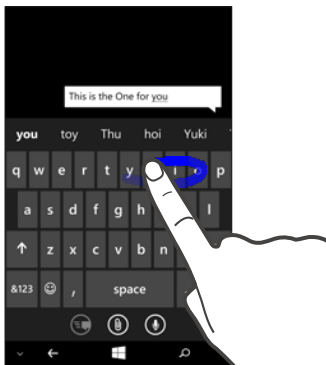 This is the One for you
you toy Thu hoi Yuki
q w e r t y i o p
a s d f g h l
z x c v b n
&123 , space